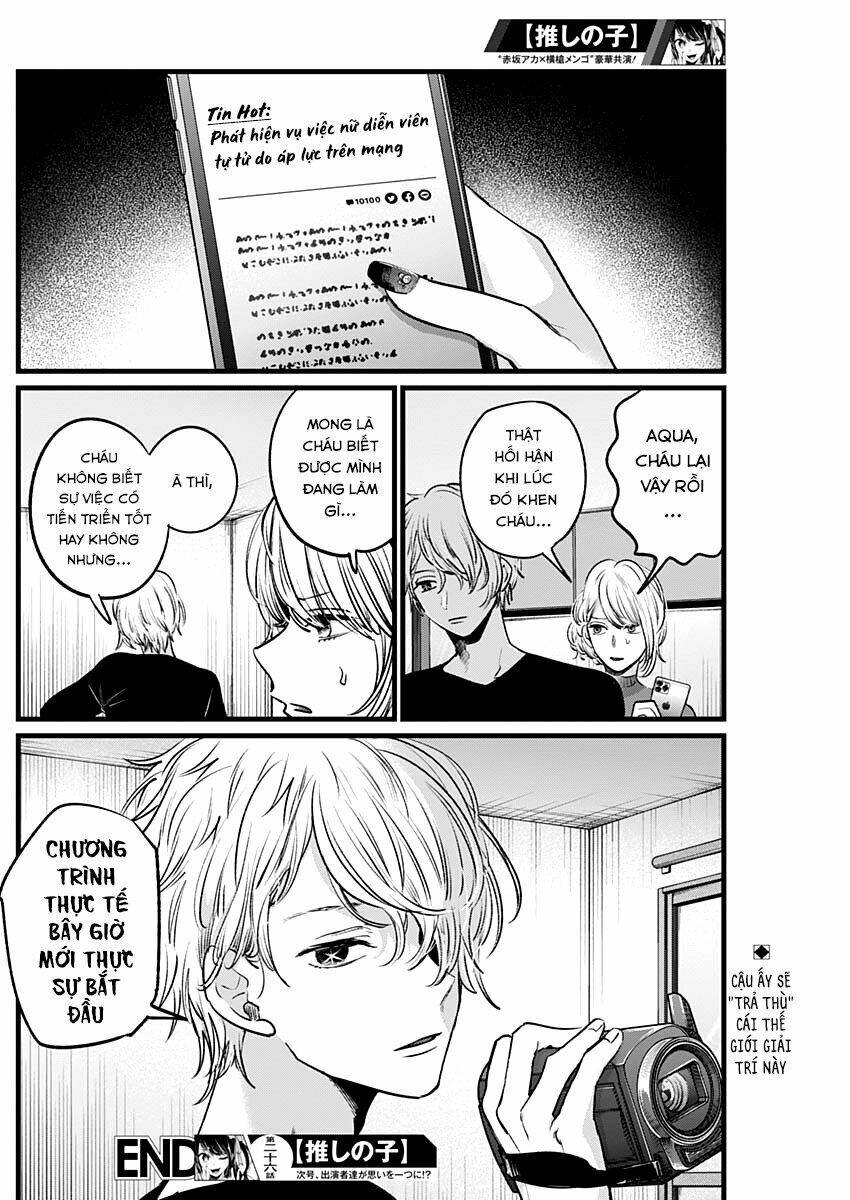 【推しの子】
"赤坂アカ×横槍メンゴ"豪華共演!
Tin Hot:
Phát hiện vụ việc nữ diễn viên
tự tử do áp lực trên mạng
10100
AQUA,
CHÁU LẠI
VẬY RỒI
...
THẬT
HỐI HẬN
KHI LÚC
ĐÓ KHEN
CHÁU...
MONG LÀ
CHÁU BIẾT
ĐƯỢC MÌNH
ĐANG LÀM
GÌ...
À THÌ,
CHÁU
KHÔNG BIẾT
SỰ VIỆC CÓ
TIẾN TRIỂN TỐT
HAY KHÔNG
NHƯNG...
CHƯƠNG
TRÌNH
THỰC TẾ
BÂY GIỜ
MỚI THỰC
SỰ BẮT
ĐẦU
CẬU ẤY SẼ
"TRẢ THÙ"
CÁI THẾ
GIỚI GIẢI
TRÍ NÀY
END
第二十六話
【推しの子】
次号、出演者達が思いを一つに!?